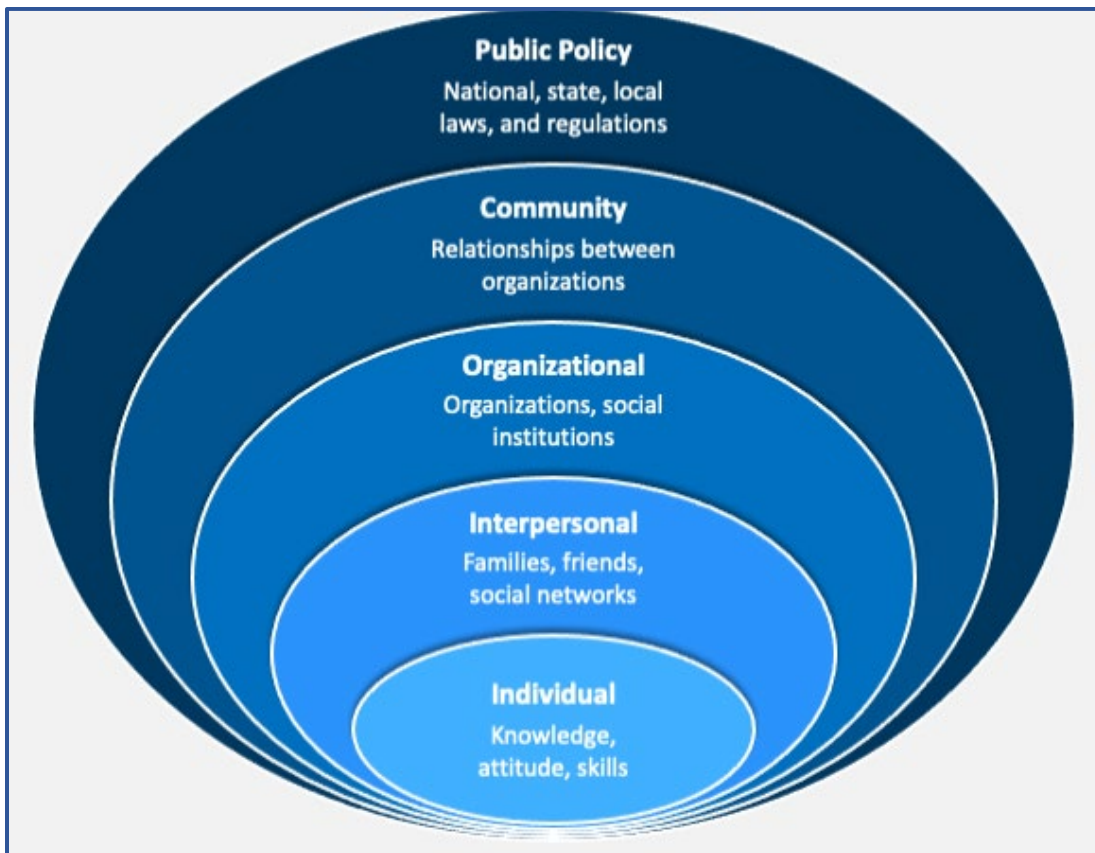 Public Policy
National, state, local
laws, and regulations
Community
Relationships between
organizations
Organizational
Organizations, social
institutions
Interpersonal
Families, friends,
social networks
Individual
Knowledge,
attitude, skills